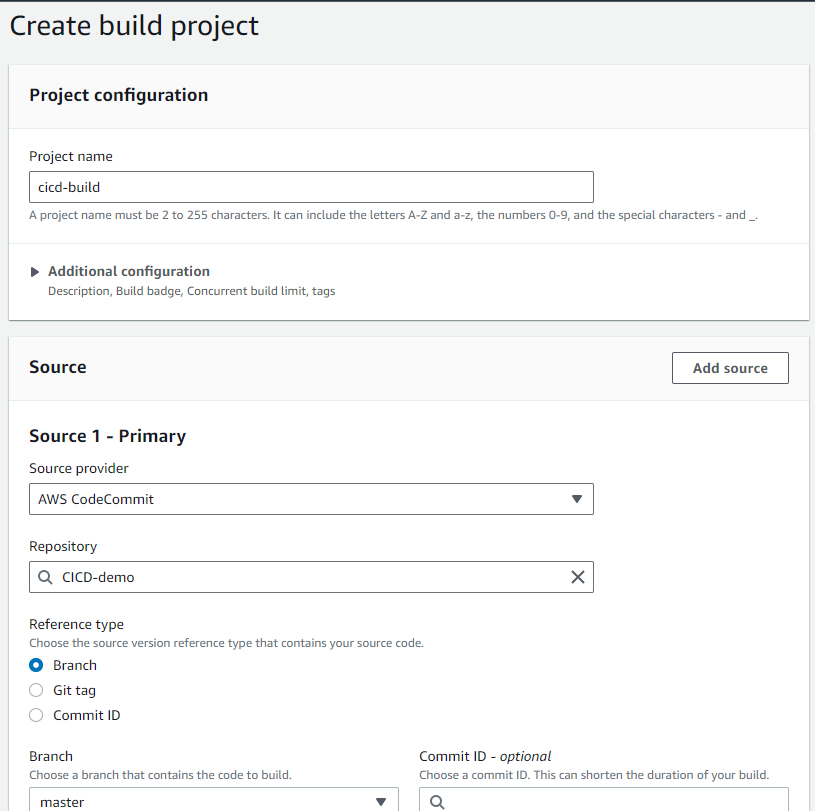 Create build project
Project configuration
Project name
cicd-build
A project name must be 2 to 255 characters. It can include the letters A-Z and a-z, the numbers 0-9, and the special characters - and _.
Additional configuration
Description, Build badge, Concurrent build limit, tags
Source
Add source
Source 1 - Primary
Source provider
AWS CodeCommit
Repository
CICD-demo
Reference type
Choose the source version reference type that contains your source code.
Branch
Git tag
Commit ID
Branch
Choose a branch that contains the code to build.
master
Commit ID - optional
Choose a commit ID. This can shorten the duration of your build.